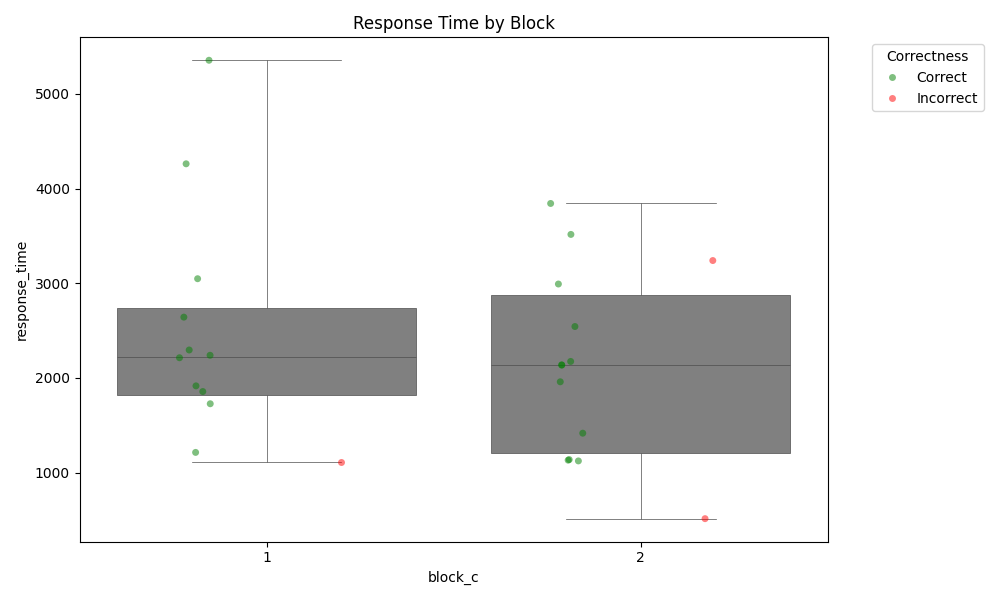 Response Time by Block
Correctness
Correct
Incorrect
response_time
5000
4000
3000
2000
1000
1
2
block_c